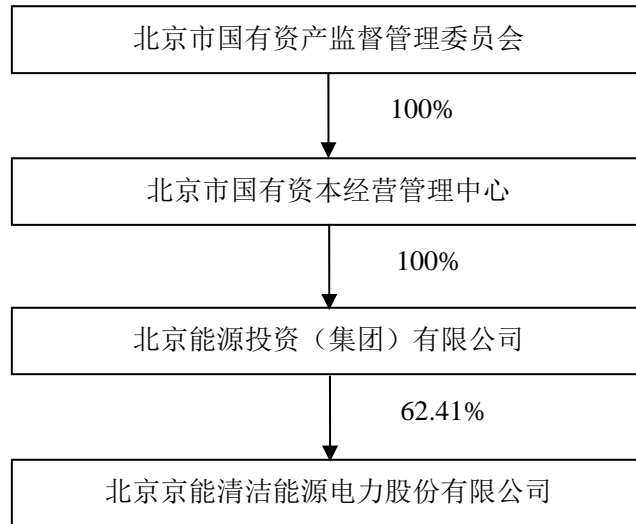 北京市国有资产监督管理委员会
100%
北京市国有资本经营管理中心
100%
北京能源投资（集团）有限公司
62.41%
北京京能清洁能源电力股份有限公司